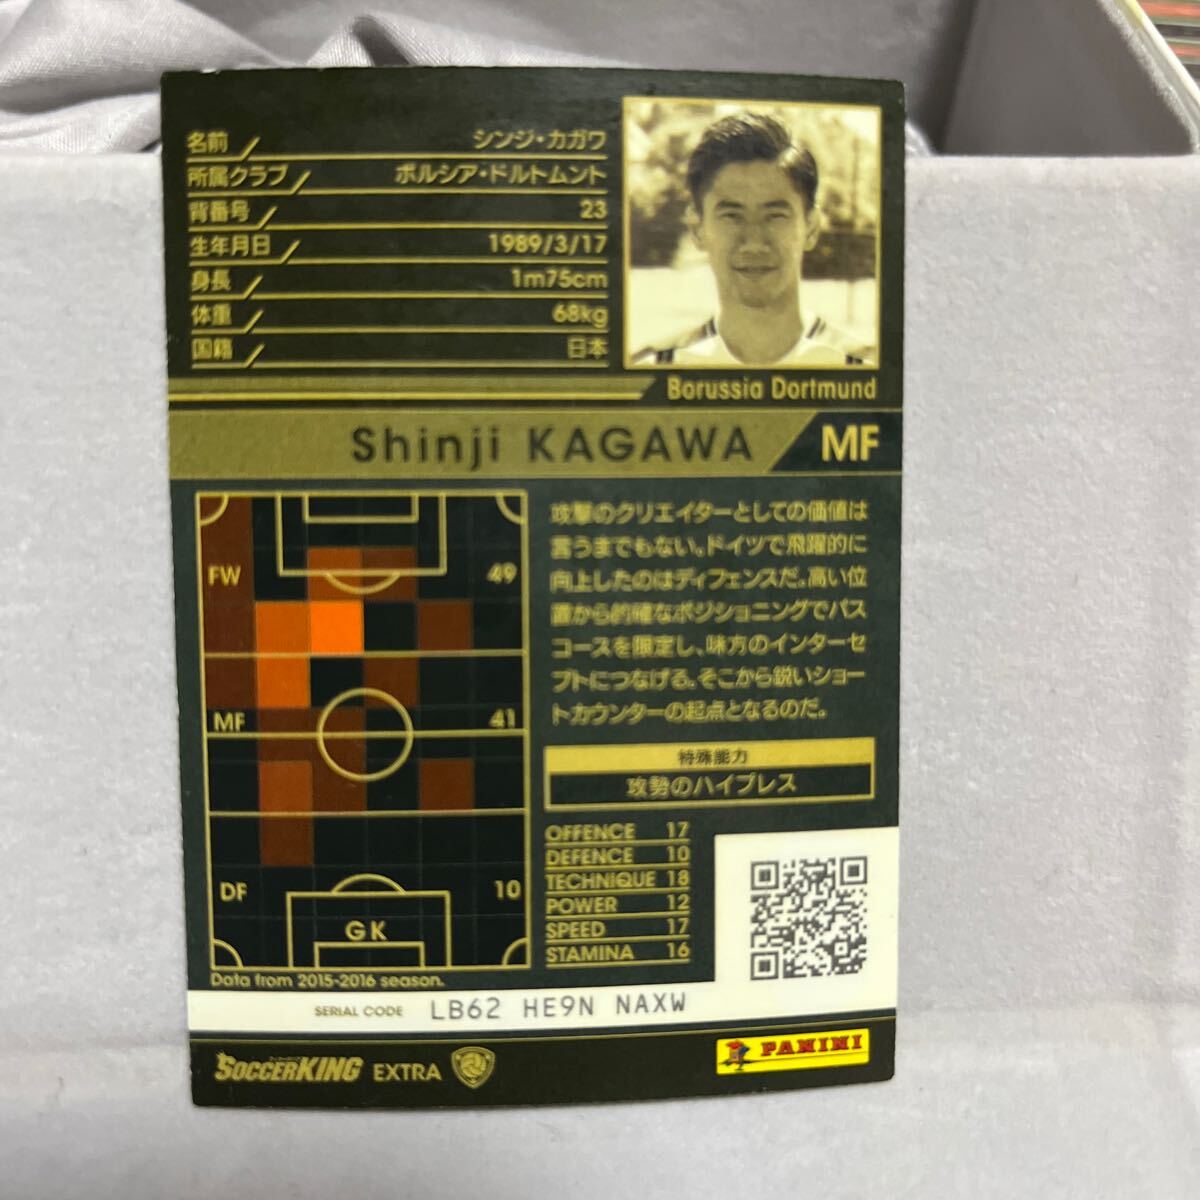 名前 シンジ・カガワ
所属クラブ ボルシア・ドルトムント
背番号 23
生年月日 1989/3/17
身長 1m75cm
体重 68kg
国籍 日本
Borussia Dortmund
Shinji KAGAWA MF
FW 49
MF 41
DF 10
GK
Data from 2015-2016 season.
攻撃のクリエイターとしての価値は
言うまでもない。ドイツで飛躍的に
向上したのはディフェンスだ。高い位
置から的確なポジショニングでパス
コースを限定し、味方のインターセ
プトにつなげる。そこから鋭いショー
トカウンターの起点となるのだ。
特殊能力
攻勢のハイプレス
OFFENCE 17
DEFENCE 10
TECHNIQUE 18
POWER 12
SPEED 17
STAMINA 16
SERIAL CODE LB62 HE9N NAXW
SOCCERKING EXTRA
PANINI